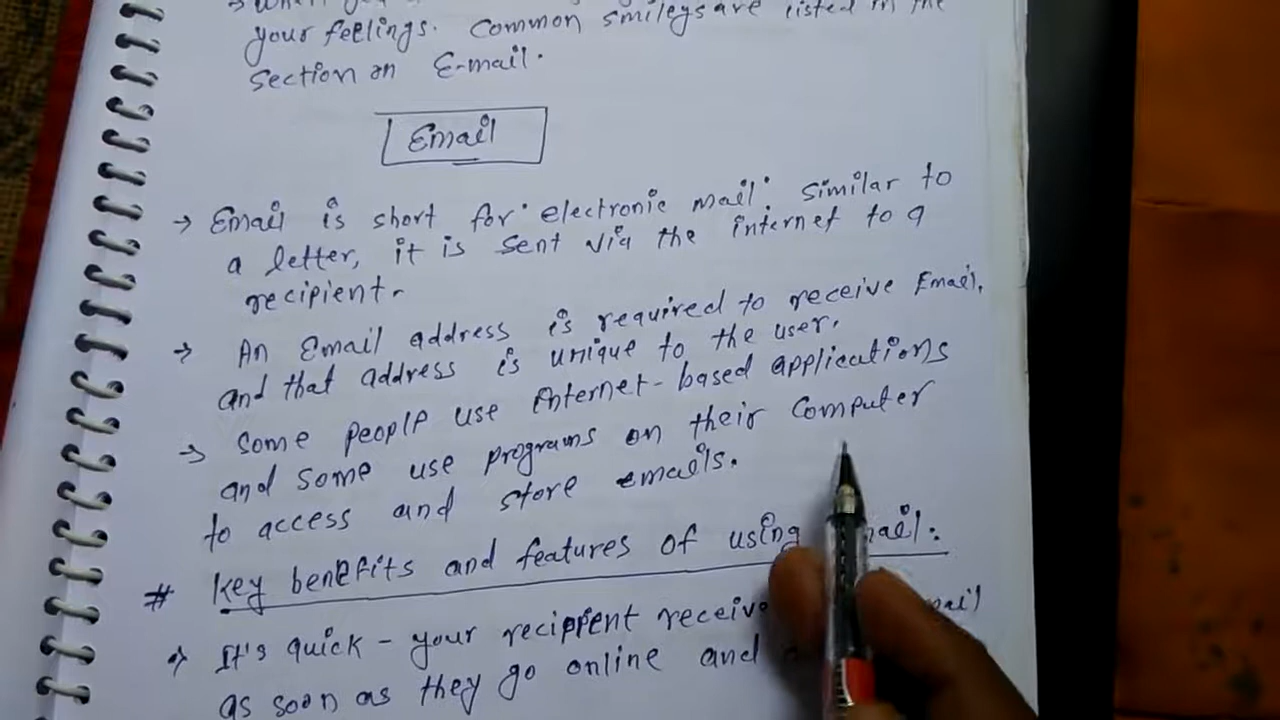 your feelings. Common smileys are listed in the
section on E-mail.
Email
→ Email is short for electronic mail. Similar to
a letter, it is sent via the internet to a
recipient.
→ An Email address is required to receive Email,
and that address is unique to the user.
→ Some people use internet-based applications
and some use programs on their computer
to access and store emails.
# Key benefits and features of using mail:
→ It's quick - your recipient receive mail
as soon as they go online and